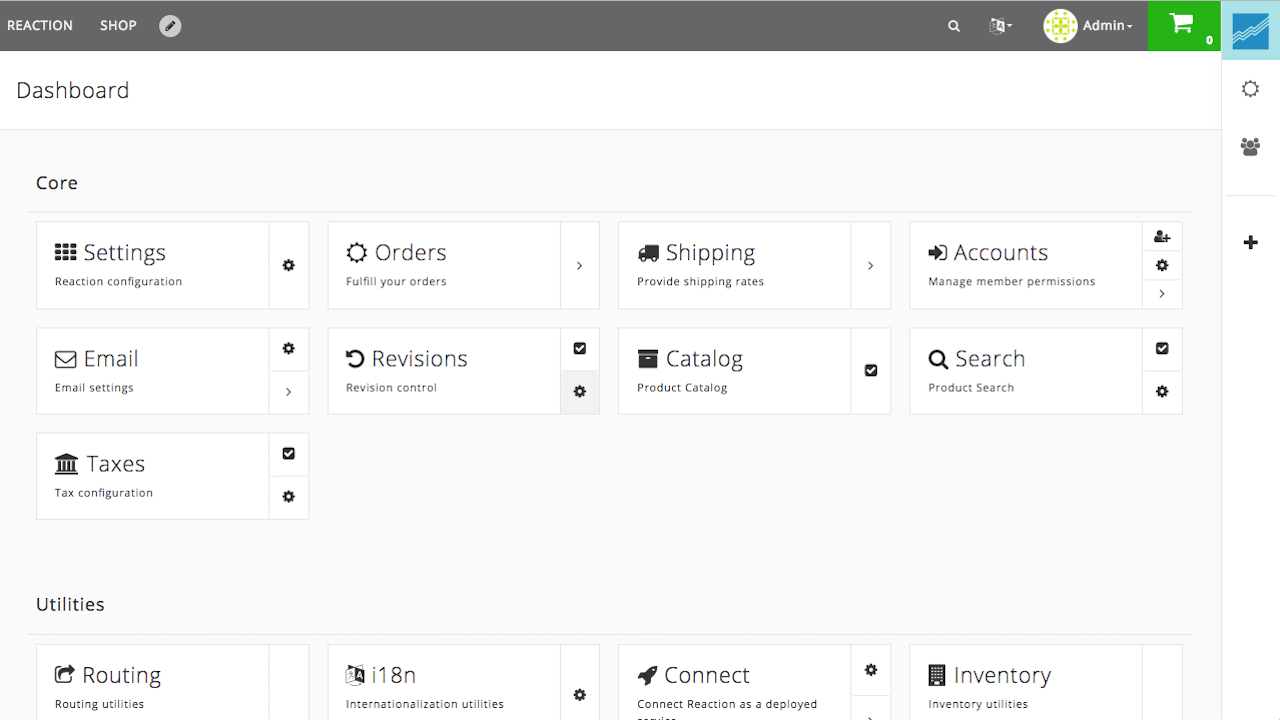 REACTION SHOP Admin 0
Dashboard
Core
Settings
Reaction configuration
Orders
Fulfill your orders
Shipping
Provide shipping rates
Accounts
Manage member permissions
Email
Email settings
Revisions
Revision control
Catalog
Product Catalog
Search
Product Search
Taxes
Tax configuration
Utilities
Routing
Routing utilities
i18n
Internationalization utilities
Connect
Connect Reaction as a deployed
service
Inventory
Inventory utilities